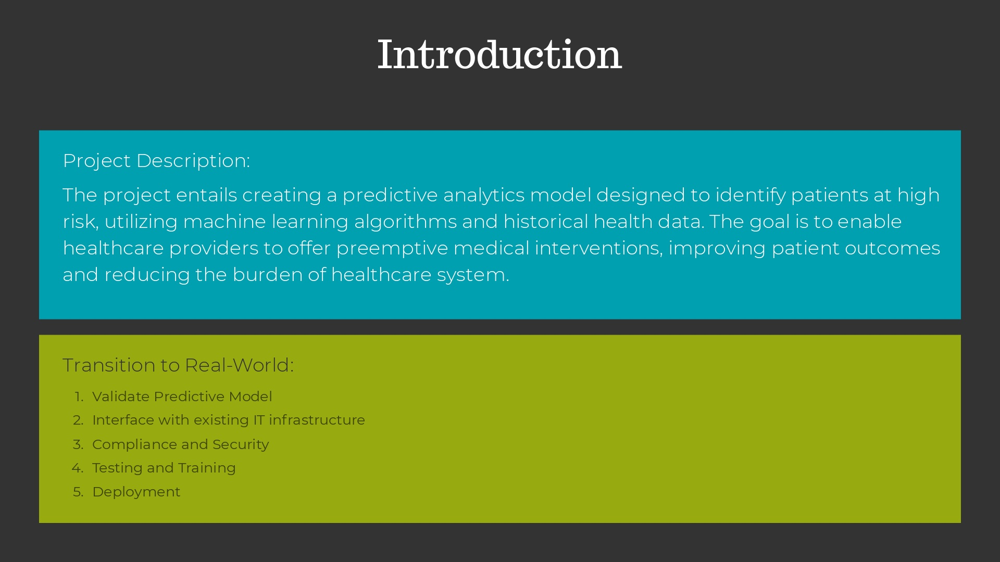 Introduction
Project Description:
The project entails creating a predictive analytics model designed to identify patients at high
risk, utilizing machine learning algorithms and historical health data. The goal is to enable
healthcare providers to offer preemptive medical interventions, improving patient outcomes
and reducing the burden of healthcare system.
Transition to Real-World:
1. Validate Predictive Model
2. Interface with existing IT infrastructure
3. Compliance and Security
4. Testing and Training
5. Deployment